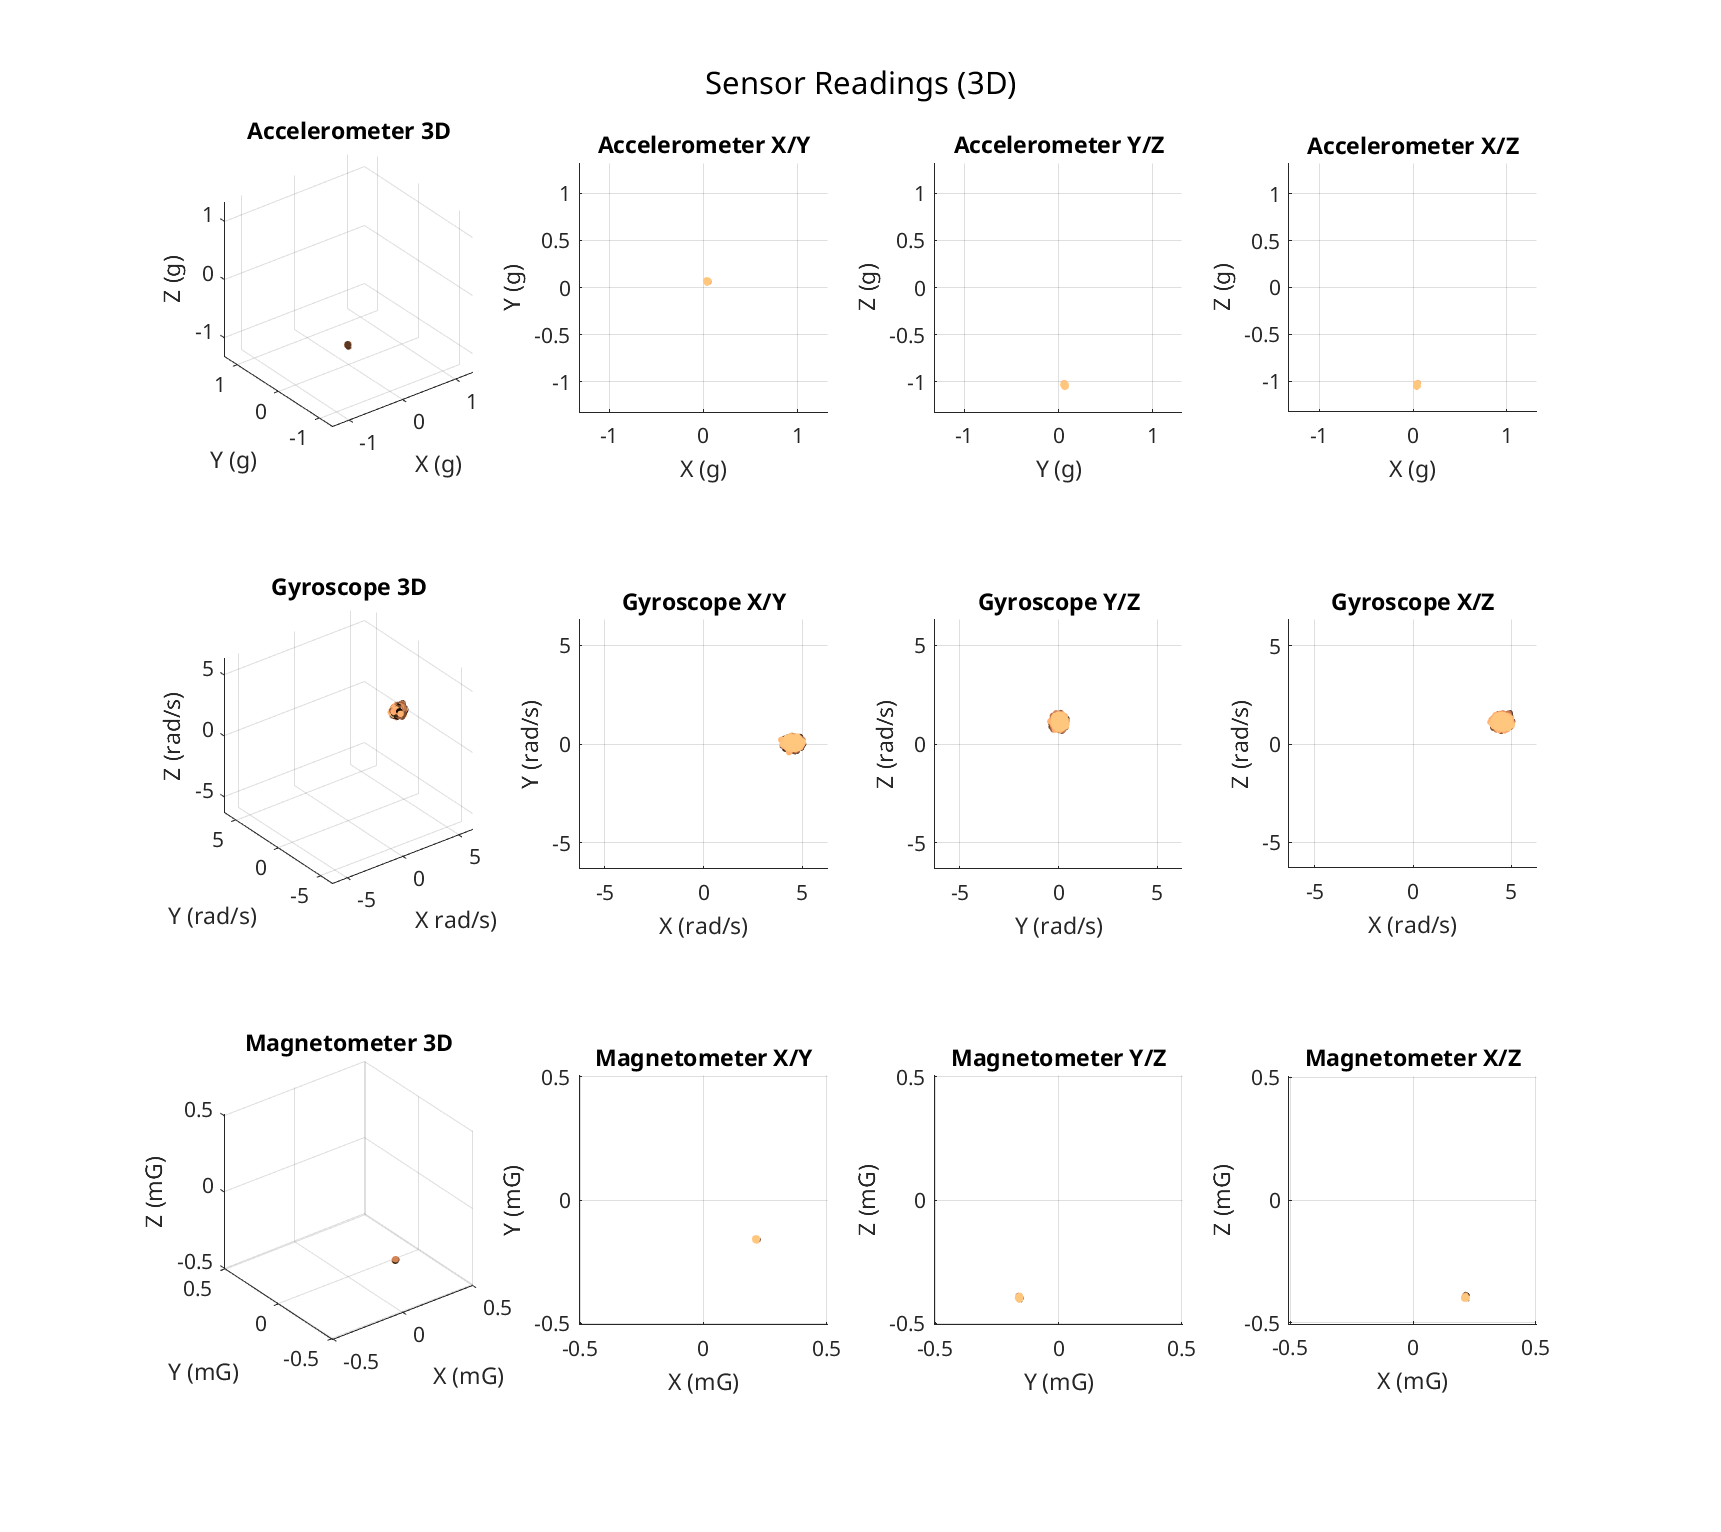 Sensor Readings (3D)
Accelerometer 3D
1
0
-1
Z (g)
1
0
-1
Y (g)
-1
0
1
X (g)
Accelerometer X/Y
1
0.5
0
-0.5
-1
Y (g)
-1 0 1
X (g)
Accelerometer Y/Z
1
0.5
0
-0.5
-1
Z (g)
-1 0 1
Y (g)
Accelerometer X/Z
1
0.5
0
-0.5
-1
Z (g)
-1 0 1
X (g)
Gyroscope 3D
5
0
-5
Z (rad/s)
5
0
-5
Y (rad/s)
-5
0
5
X rad/s)
Gyroscope X/Y
5
0
-5
Y (rad/s)
-5 0 5
X (rad/s)
Gyroscope Y/Z
5
0
-5
Z (rad/s)
-5 0 5
Y (rad/s)
Gyroscope X/Z
5
0
-5
Z (rad/s)
-5 0 5
X (rad/s)
Magnetometer 3D
0.5
0
-0.5
Z (mG)
0.5
0
-0.5
Y (mG)
-0.5
0
0.5
X (mG)
Magnetometer X/Y
0.5
0
-0.5
Y (mG)
-0.5 0 0.5
X (mG)
Magnetometer Y/Z
0.5
0
-0.5
Z (mG)
-0.5 0 0.5
Y (mG)
Magnetometer X/Z
0.5
0
-0.5
Z (mG)
-0.5 0 0.5
X (mG)